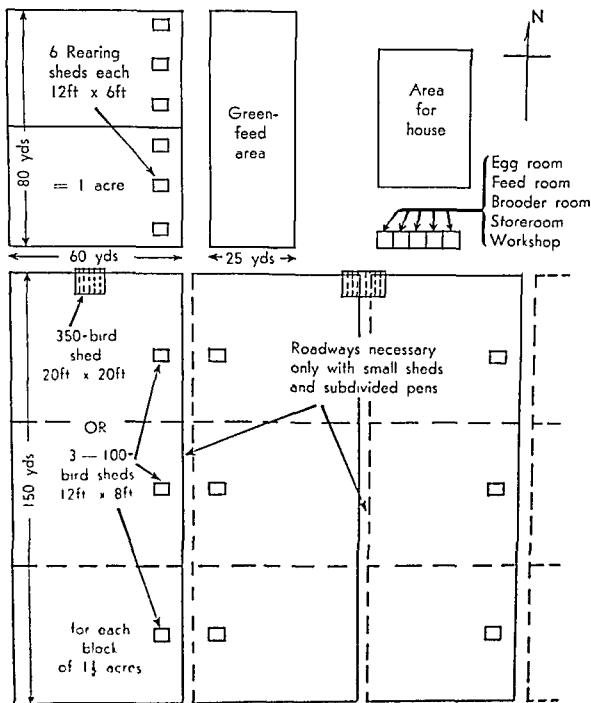 N
6 Rearing
sheds each
12ft x 6ft
80 yds
= 1 acre
60 yds
Green-
feed
area
25 yds
Area
for
house
Egg room
Feed room
Brooder room
Storeroom
Workshop
350-bird
shed
20ft x 20ft
OR
3 — 100-
bird sheds
12ft x 8ft
150 yds
for each
block
of 1½ acres
Roadways necessary
only with small sheds
and subdivided pens